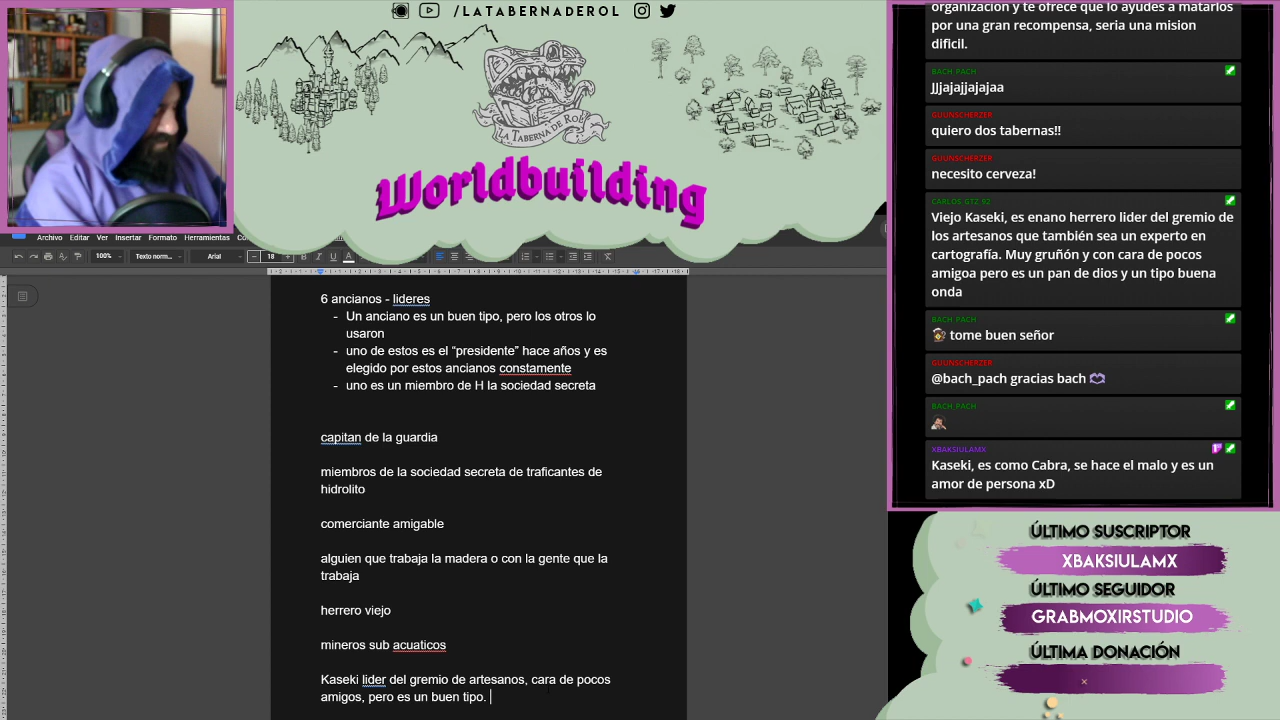 /LATABERNADEROL
LA TABERNA DE ROL
Worldbuilding
Archivo Editar Ver Insertar Formato Herramientas
100% Texto norm... Arial 18 B I U A
6 ancianos - lideres
- Un anciano es un buen tipo, pero los otros lo
usaron
- uno de estos es el “presidente” hace años y es
elegido por estos ancianos constamente
- uno es un miembro de H la sociedad secreta
capitan de la guardia
miembros de la sociedad secreta de traficantes de
hidrolito
comerciante amigable
alguien que trabaja la madera o con la gente que la
trabaja
herrero viejo
mineros sub acuaticos
Kaseki lider del gremio de artesanos, cara de pocos
amigos, pero es un buen tipo.
organizacion y te ofrece que lo ayudes a matarlos
por una gran recompensa, seria una mision
dificil.
BACH_PACH
Jjjajajjajajaa
GUUNSCHERZER
quiero dos tabernas!!
GUUNSCHERZER
necesito cerveza!
CARLOS_GTZ_92
Viejo Kaseki, es enano herrero lider del gremio de
los artesanos que también sea un experto en
cartografía. Muy gruñón y con cara de pocos
amigoa pero es un pan de dios y un tipo buena
onda
BACH_PACH
tome buen señor
GUUNSCHERZER
@bach_pach gracias bach
BACH_PACH
XBAKSIULAMX
Kaseki, es como Cabra, se hace el malo y es un
amor de persona xD
ÚLTIMO SUSCRIPTOR
XBAKSIULAMX
ÚLTIMO SEGUIDOR
GRABMOXIRSTUDIO
ÚLTIMA DONACIÓN